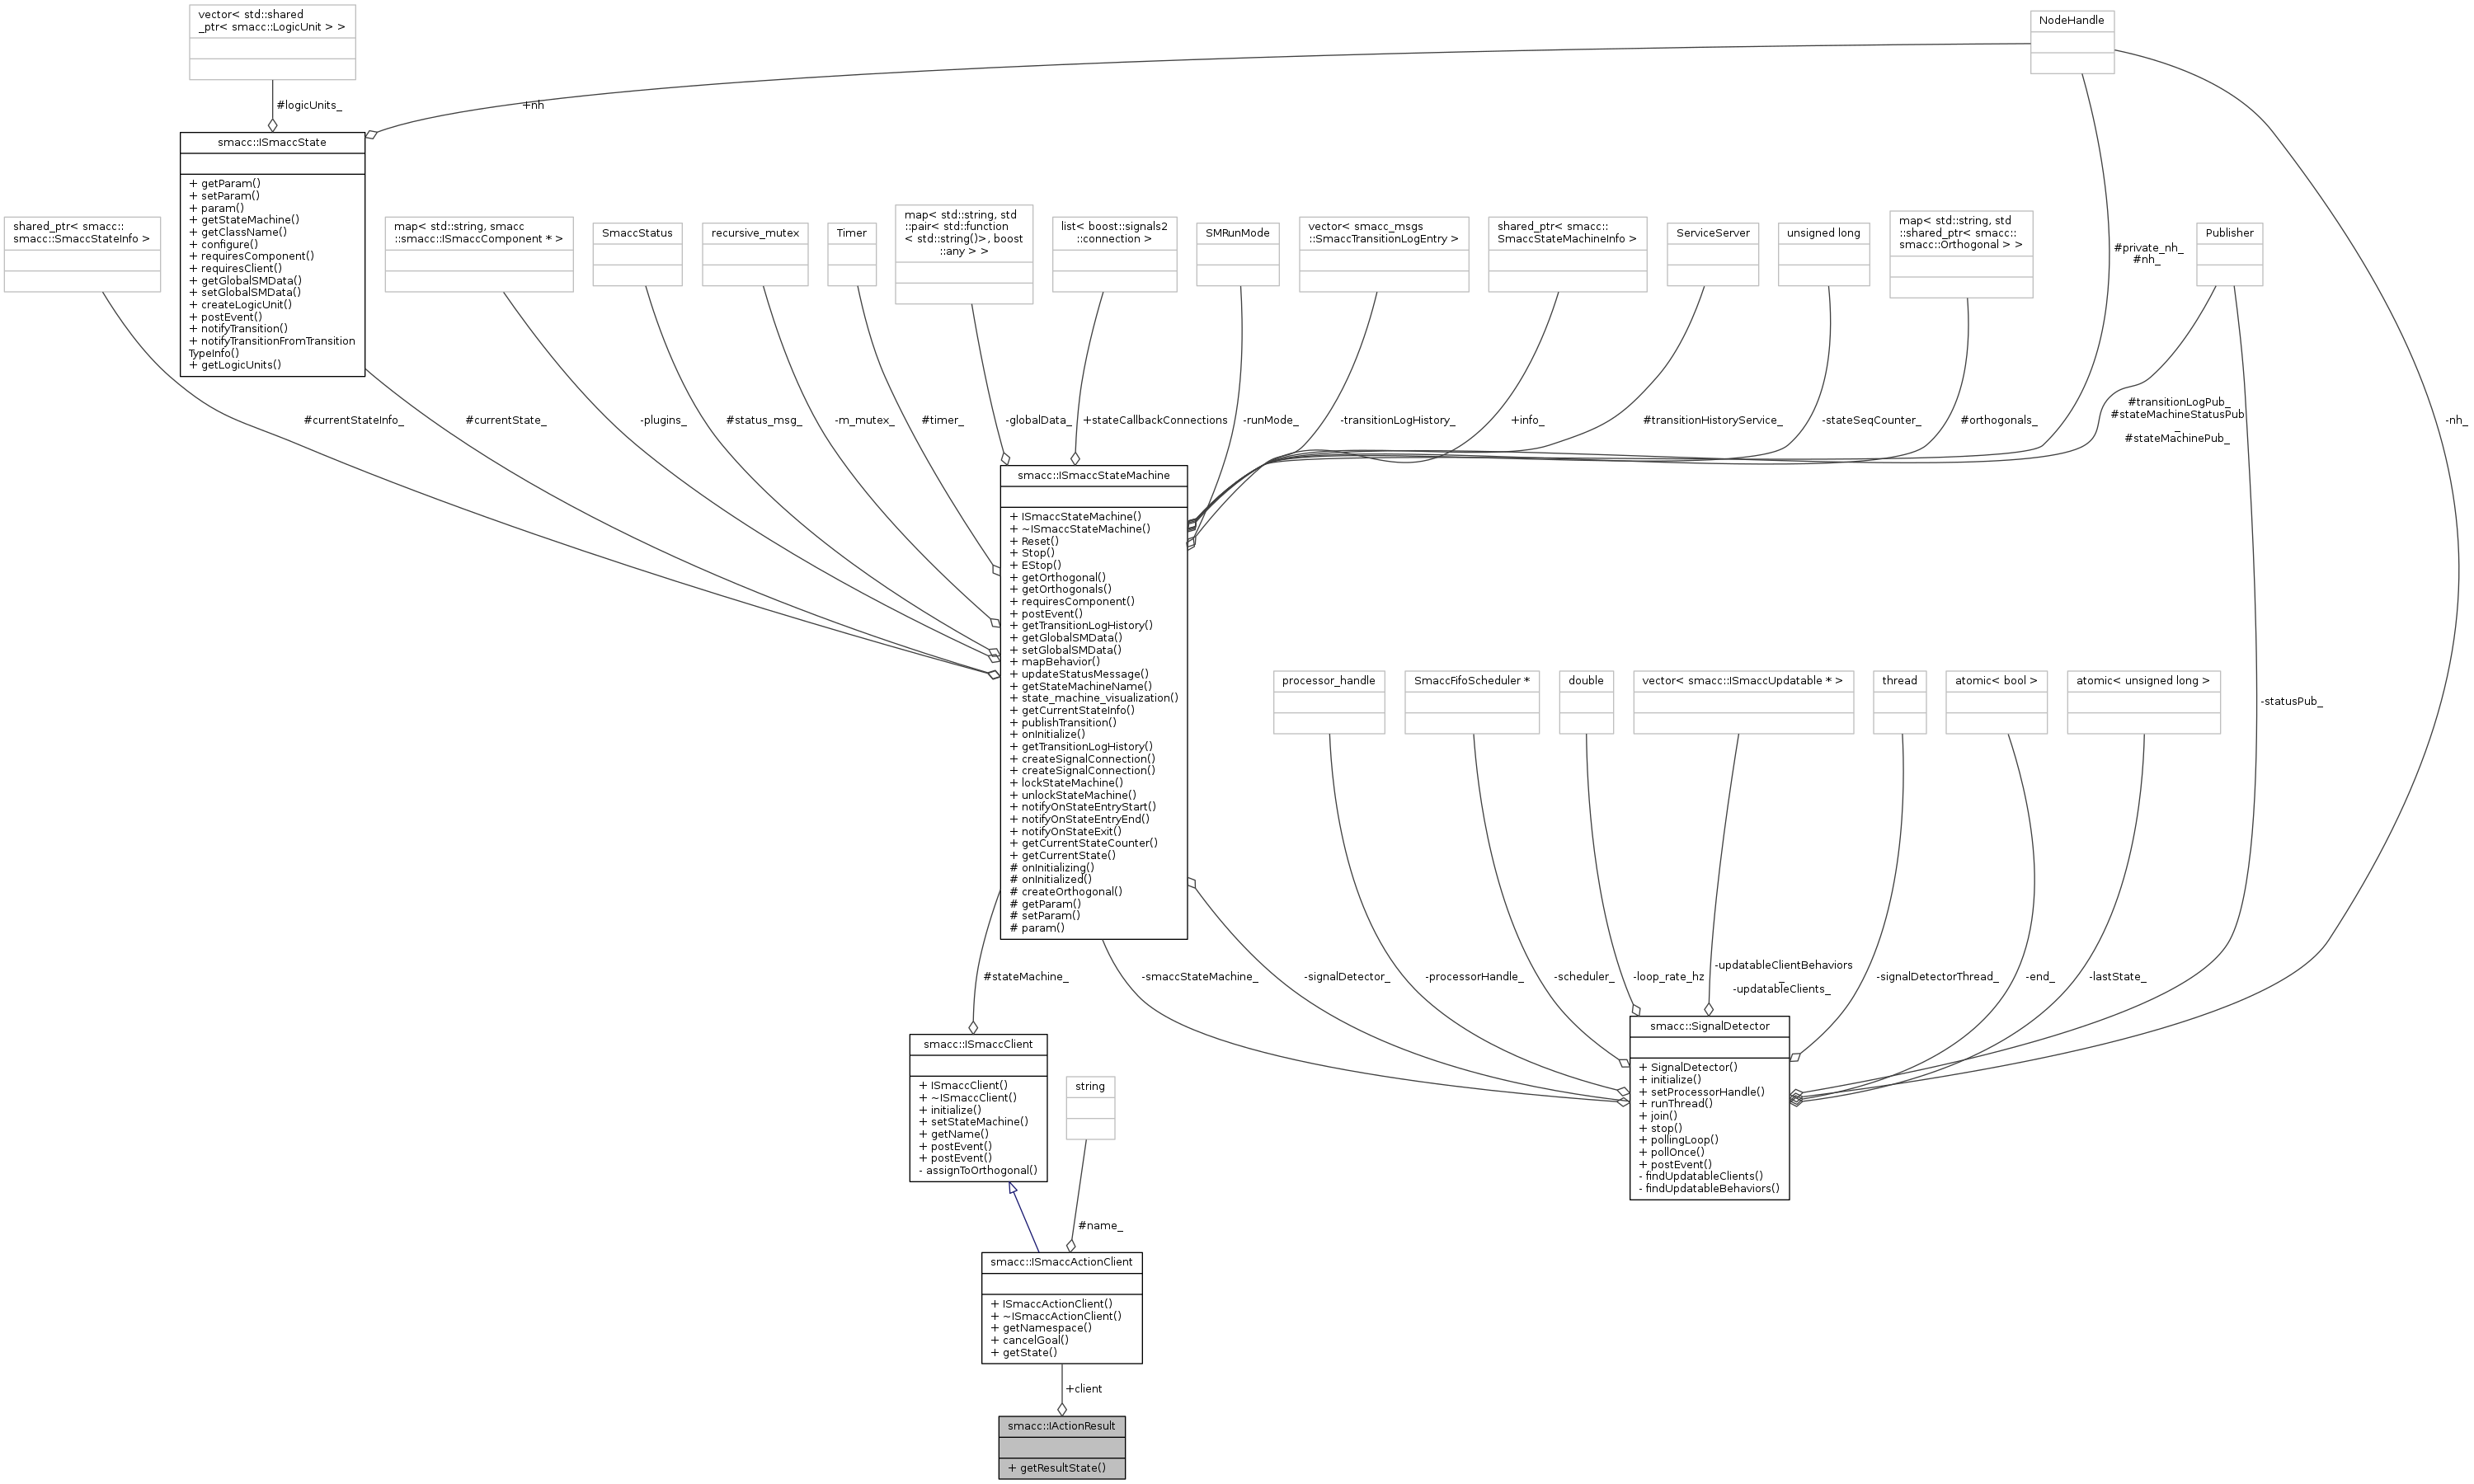 vector< std::shared
_ptr< smacc::LogicUnit > >
NodeHandle
#logicUnits_
+nh
smacc::ISmaccState
+ getParam()
+ setParam()
+ param()
+ getStateMachine()
+ getClassName()
+ configure()
+ requiresComponent()
+ requiresClient()
+ getGlobalSMData()
+ setGlobalSMData()
+ createLogicUnit()
+ postEvent()
+ notifyTransition()
+ notifyTransitionFromTransition
TypeInfo()
+ getLogicUnits()
shared_ptr< smacc::
smacc::SmaccStateInfo >
map< std::string, smacc
::smacc::ISmaccComponent * >
SmaccStatus
recursive_mutex
Timer
map< std::string, std
::pair< std::function
< std::string()>, boost
::any > >
list< boost::signals2
::connection >
SMRunMode
vector< smacc_msgs
::SmaccTransitionLogEntry >
shared_ptr< smacc::
SmaccStateMachineInfo >
ServiceServer
unsigned long
map< std::string, std
::shared_ptr< smacc::
smacc::Orthogonal > >
#private_nh_
#nh_
Publisher
#currentStateInfo_
#currentState_
-plugins_
#status_msg_
-m_mutex_
#timer_
-globalData_
+stateCallbackConnections
-runMode_
-transitionLogHistory_
+info_
#transitionHistoryService_
-stateSeqCounter_
#orthogonals_
#transitionLogPub_
#stateMachineStatusPub
_
#stateMachinePub_
-nh_
smacc::ISmaccStateMachine
+ ISmaccStateMachine()
+ ~ISmaccStateMachine()
+ Reset()
+ Stop()
+ EStop()
+ getOrthogonal()
+ getOrthogonals()
+ requiresComponent()
+ postEvent()
+ getTransitionLogHistory()
+ getGlobalSMData()
+ setGlobalSMData()
+ mapBehavior()
+ updateStatusMessage()
+ getStateMachineName()
+ state_machine_visualization()
+ getCurrentStateInfo()
+ publishTransition()
+ onInitialize()
+ getTransitionLogHistory()
+ createSignalConnection()
+ createSignalConnection()
+ lockStateMachine()
+ unlockStateMachine()
+ notifyOnStateEntryStart()
+ notifyOnStateEntryEnd()
+ notifyOnStateExit()
+ getCurrentStateCounter()
+ getCurrentState()
# onInitializing()
# onInitialized()
# createOrthogonal()
# getParam()
# setParam()
# param()
processor_handle
SmaccFifoScheduler *
double
vector< smacc::ISmaccUpdatable * >
thread
atomic< bool >
atomic< unsigned long >
-statusPub_
#stateMachine_
-smaccStateMachine_
-signalDetector_
-processorHandle_
-scheduler_
-loop_rate_hz
-updatableClientBehaviors
_
-updatableClients_
-signalDetectorThread_
-end_
-lastState_
smacc::SignalDetector
+ SignalDetector()
+ initialize()
+ setProcessorHandle()
+ runThread()
+ join()
+ stop()
+ pollingLoop()
+ pollOnce()
+ postEvent()
- findUpdatableClients()
- findUpdatableBehaviors()
smacc::ISmaccClient
+ ISmaccClient()
+ ~ISmaccClient()
+ initialize()
+ setStateMachine()
+ getName()
+ postEvent()
+ postEvent()
- assignToOrthogonal()
string
#name_
smacc::ISmaccActionClient
+ ISmaccActionClient()
+ ~ISmaccActionClient()
+ getNamespace()
+ cancelGoal()
+ getState()
+client
smacc::IActionResult
+ getResultState()